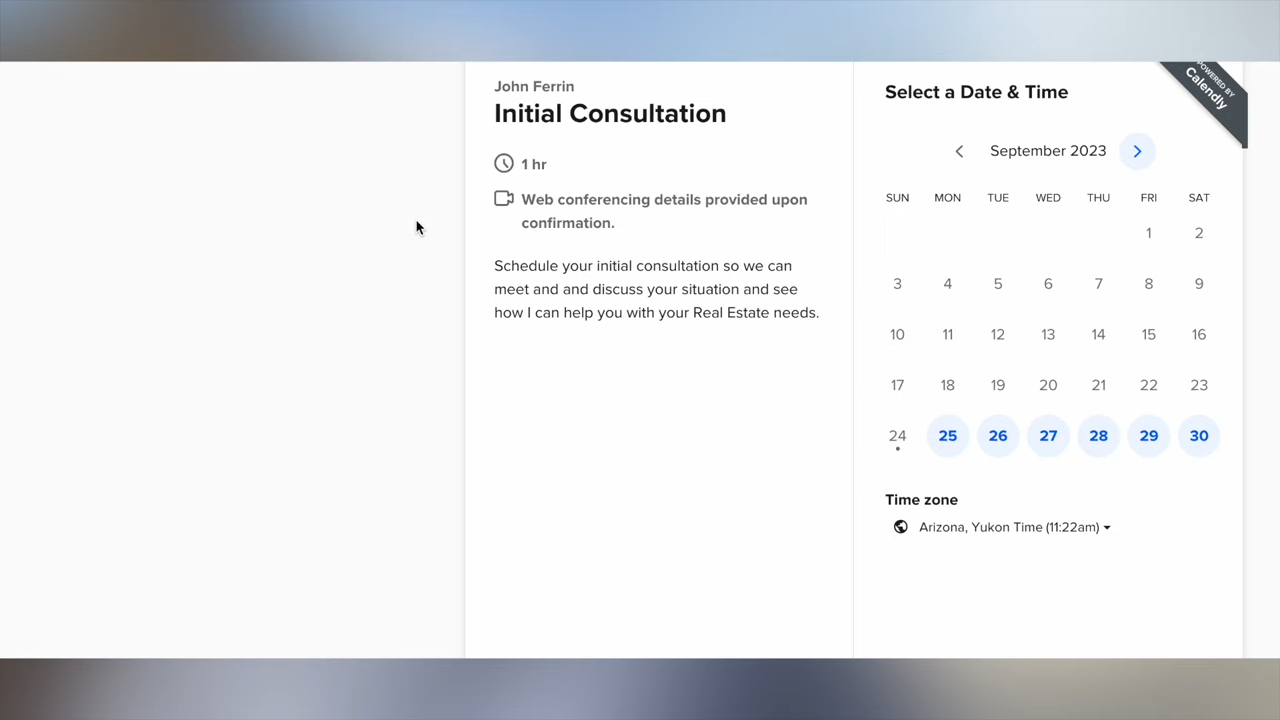 John Ferrin
Initial Consultation
1 hr
Web conferencing details provided upon
confirmation.
Schedule your initial consultation so we can
meet and and discuss your situation and see
how I can help you with your Real Estate needs.
POWERED BY
Calendly
Select a Date & Time
September 2023
SUN MON TUE WED THU FRI SAT
1 2
3 4 5 6 7 8 9
10 11 12 13 14 15 16
17 18 19 20 21 22 23
24 25 26 27 28 29 30
Time zone
Arizona, Yukon Time (11:22am)